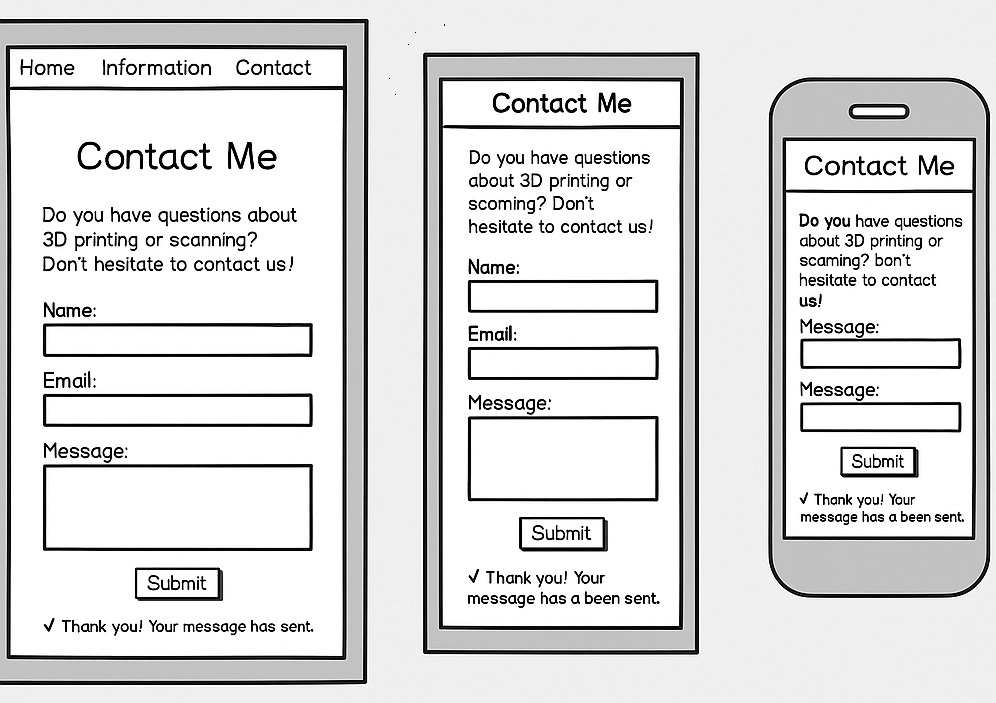 Home Information Contact
Contact Me
Do you have questions about
3D printing or scanning?
Don't hesitate to contact us!
Name:
Email:
Message:
Submit
✓ Thank you! Your message has sent.
Contact Me
Do you have questions
about 3D printing or
scoming? Don't
hesitate to contact us!
Name:
Email:
Message:
Submit
✓ Thank you! Your
message has a been sent.
Contact Me
Do you have questions
about 3D printing or
scaming? bon't
hesitate to contact
us!
Message:
Message:
Submit
✓ Thank you! Your
message has a been sent.